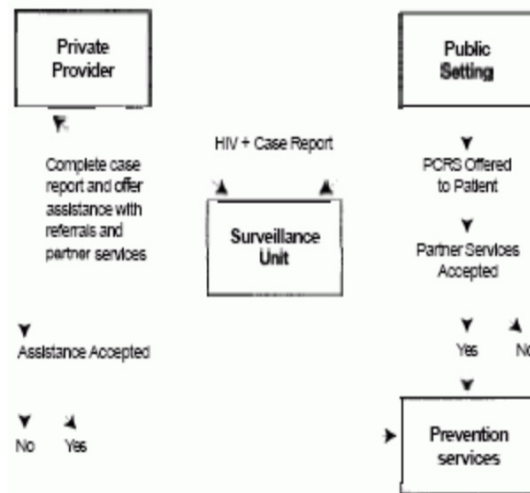 Private
Provider
Public
Setting
HIV + Case Report
Complete case
report and offer
assistance with
referrals and
partner services
PCRS Offered
to Patient
Surveillance
Unit
Partner Services
Accepted
Assistance Accepted
Yes
No
No
Yes
Prevention
services